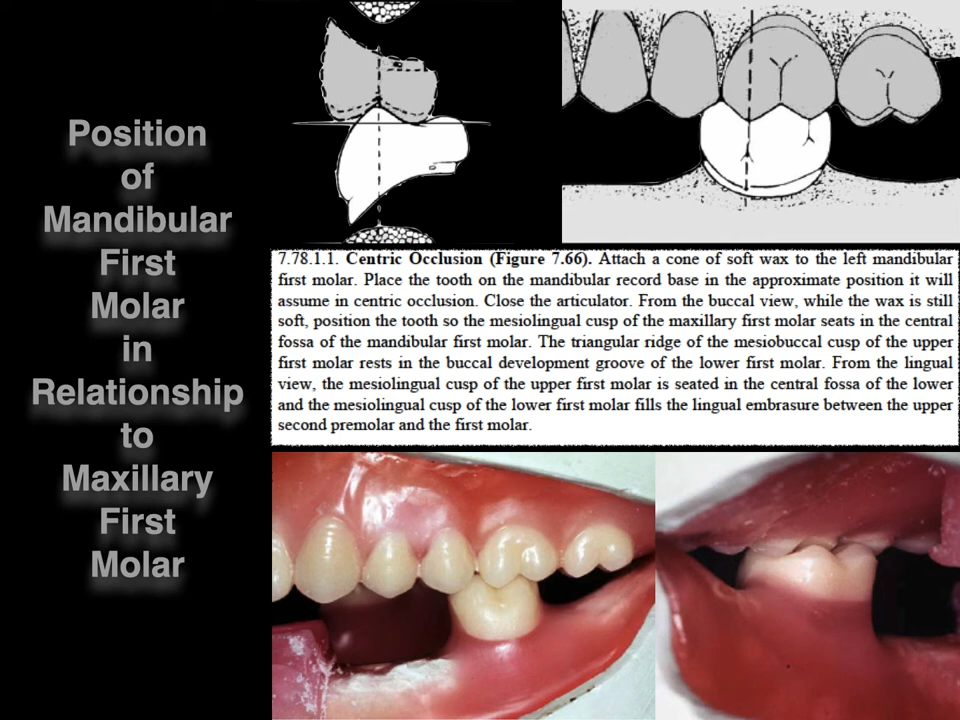 Position
of
Mandibular
First
Molar
in
Relationship
to
Maxillary
First
Molar
7.78.1.1. Centric Occlusion (Figure 7.66). Attach a cone of soft wax to the left mandibular
first molar. Place the tooth on the mandibular record base in the approximate position it will
assume in centric occlusion. Close the articulator. From the buccal view, while the wax is still
soft, position the tooth so the mesiolingual cusp of the maxillary first molar seats in the central
fossa of the mandibular first molar. The triangular ridge of the mesiobuccal cusp of the upper
first molar rests in the buccal development groove of the lower first molar. From the lingual
view, the mesiolingual cusp of the upper first molar is seated in the central fossa of the lower
and the mesiolingual cusp of the lower first molar fills the lingual embrasure between the upper
second premolar and the first molar.